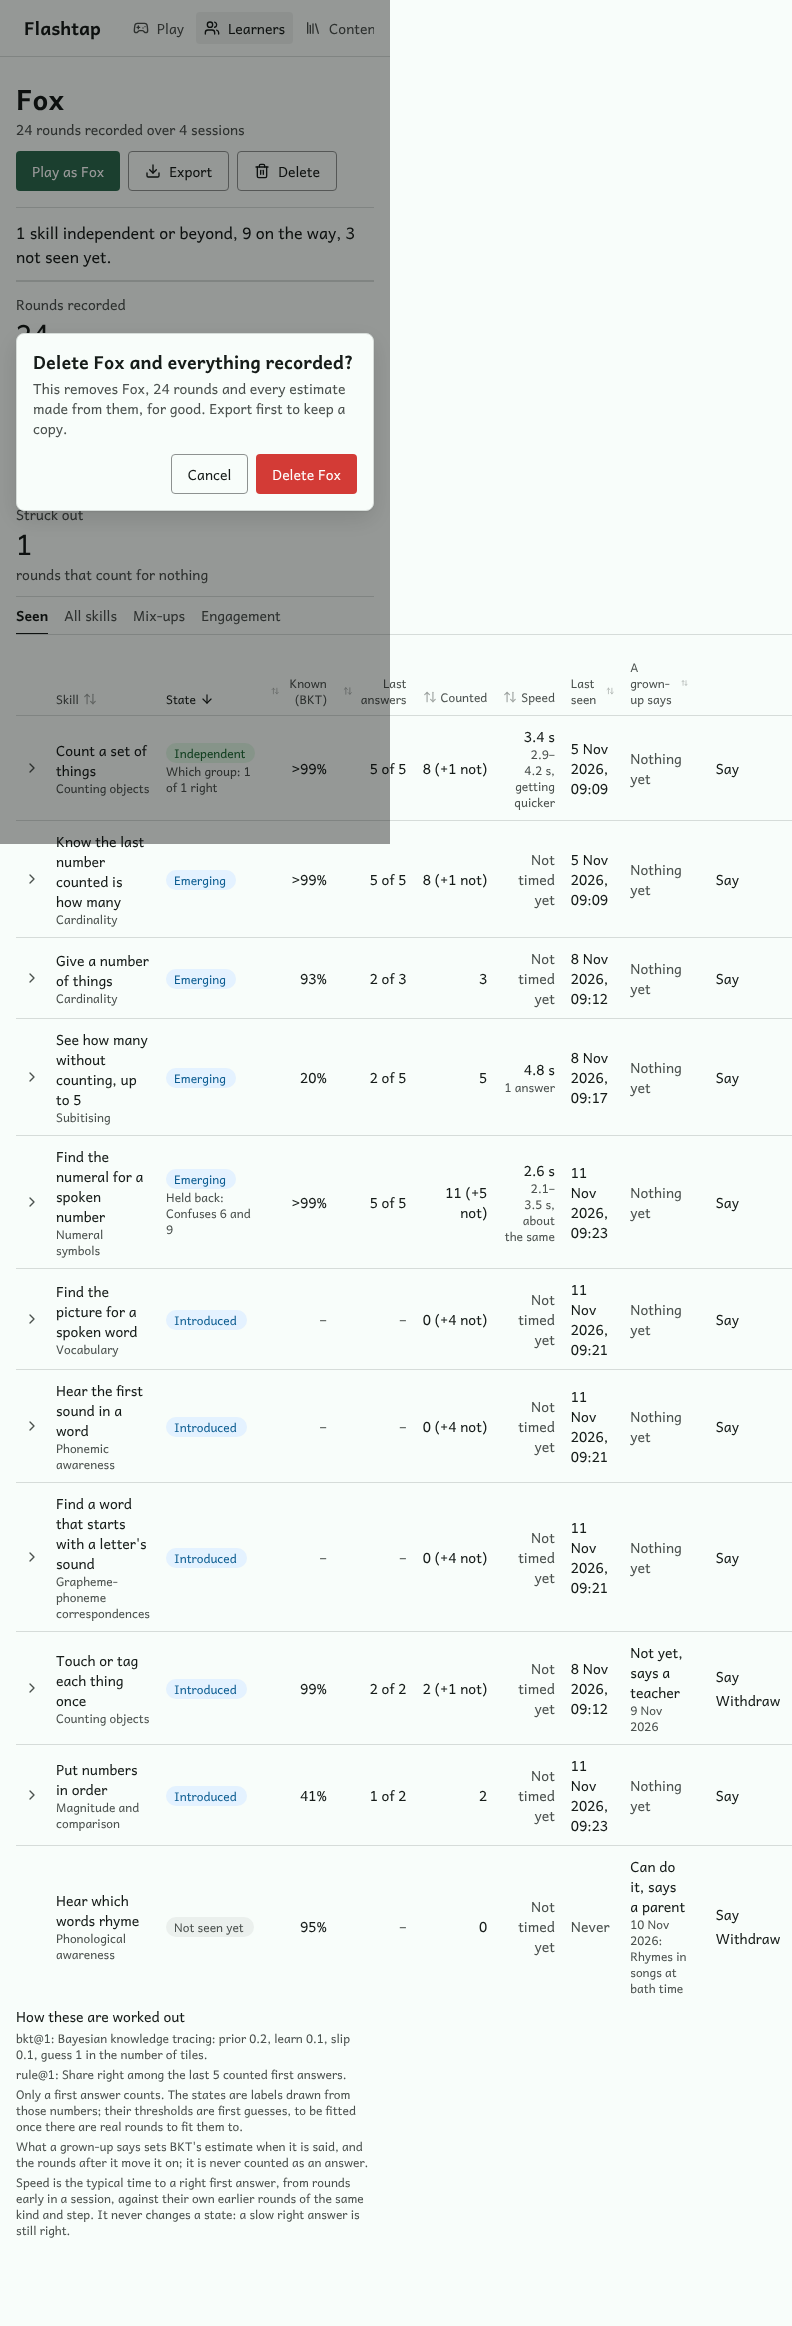 Flashtap Play Learners Conten
Fox
24 rounds recorded over 4 sessions
Play as Fox Export Delete
1 skill independent or beyond, 9 on the way, 3
not seen yet.
Rounds recorded
24
Delete Fox and everything recorded?
This removes Fox, 24 rounds and every estimate
made from them, for good. Export first to keep a
copy.
Cancel Delete Fox
Struck out
1
rounds that count for nothing
Seen All skills Mix-ups Engagement
Skill State Known (BKT) Last answers Counted Speed Last seen A grown-up says
Count a set of
things
Counting objects
Independent
Which group: 1
of 1 right
>99%
5 of 5
8 (+1 not)
3.4 s
2.9–
4.2 s,
getting
quicker
5 Nov
2026,
09:09
Nothing
yet
Say
Know the last
number
counted is
how many
Cardinality
Emerging
>99%
5 of 5
8 (+1 not)
Not
timed
yet
5 Nov
2026,
09:09
Nothing
yet
Say
Give a number
of things
Cardinality
Emerging
93%
2 of 3
3
Not
timed
yet
8 Nov
2026,
09:12
Nothing
yet
Say
See how many
without
counting, up
to 5
Subitising
Emerging
20%
2 of 5
5
4.8 s
1 answer
8 Nov
2026,
09:17
Nothing
yet
Say
Find the
numeral for a
spoken
number
Numeral
symbols
Emerging
Held back:
Confuses 6 and
9
>99%
5 of 5
11 (+5
not)
2.6 s
2.1–
3.5 s,
about
the same
11
Nov
2026,
09:23
Nothing
yet
Say
Find the
picture for a
spoken word
Vocabulary
Introduced
–
–
0 (+4 not)
Not
timed
yet
11
Nov
2026,
09:21
Nothing
yet
Say
Hear the first
sound in a
word
Phonemic
awareness
Introduced
–
–
0 (+4 not)
Not
timed
yet
11
Nov
2026,
09:21
Nothing
yet
Say
Find a word
that starts
with a letter's
sound
Grapheme-
phoneme
correspondences
Introduced
–
–
0 (+4 not)
Not
timed
yet
11
Nov
2026,
09:21
Nothing
yet
Say
Touch or tag
each thing
once
Counting objects
Introduced
99%
2 of 2
2 (+1 not)
Not
timed
yet
8 Nov
2026,
09:12
Not yet,
says a
teacher
9 Nov
2026
Say
Withdraw
Put numbers
in order
Magnitude and
comparison
Introduced
41%
1 of 2
2
Not
timed
yet
11
Nov
2026,
09:23
Nothing
yet
Say
Hear which
words rhyme
Phonological
awareness
Not seen yet
95%
–
0
Not
timed
yet
Never
Can do
it, says
a parent
10 Nov
2026:
Rhymes in
songs at
bath time
Say
Withdraw
How these are worked out
bkt@1: Bayesian knowledge tracing: prior 0.2, learn 0.1, slip
0.1, guess 1 in the number of tiles.
rule@1: Share right among the last 5 counted first answers.
Only a first answer counts. The states are labels drawn from
those numbers; their thresholds are first guesses, to be fitted
once there are real rounds to fit them to.
What a grown-up says sets BKT's estimate when it is said, and
the rounds after it move it on; it is never counted as an answer.
Speed is the typical time to a right first answer, from rounds
early in a session, against their own earlier rounds of the same
kind and step. It never changes a state: a slow right answer is
still right.